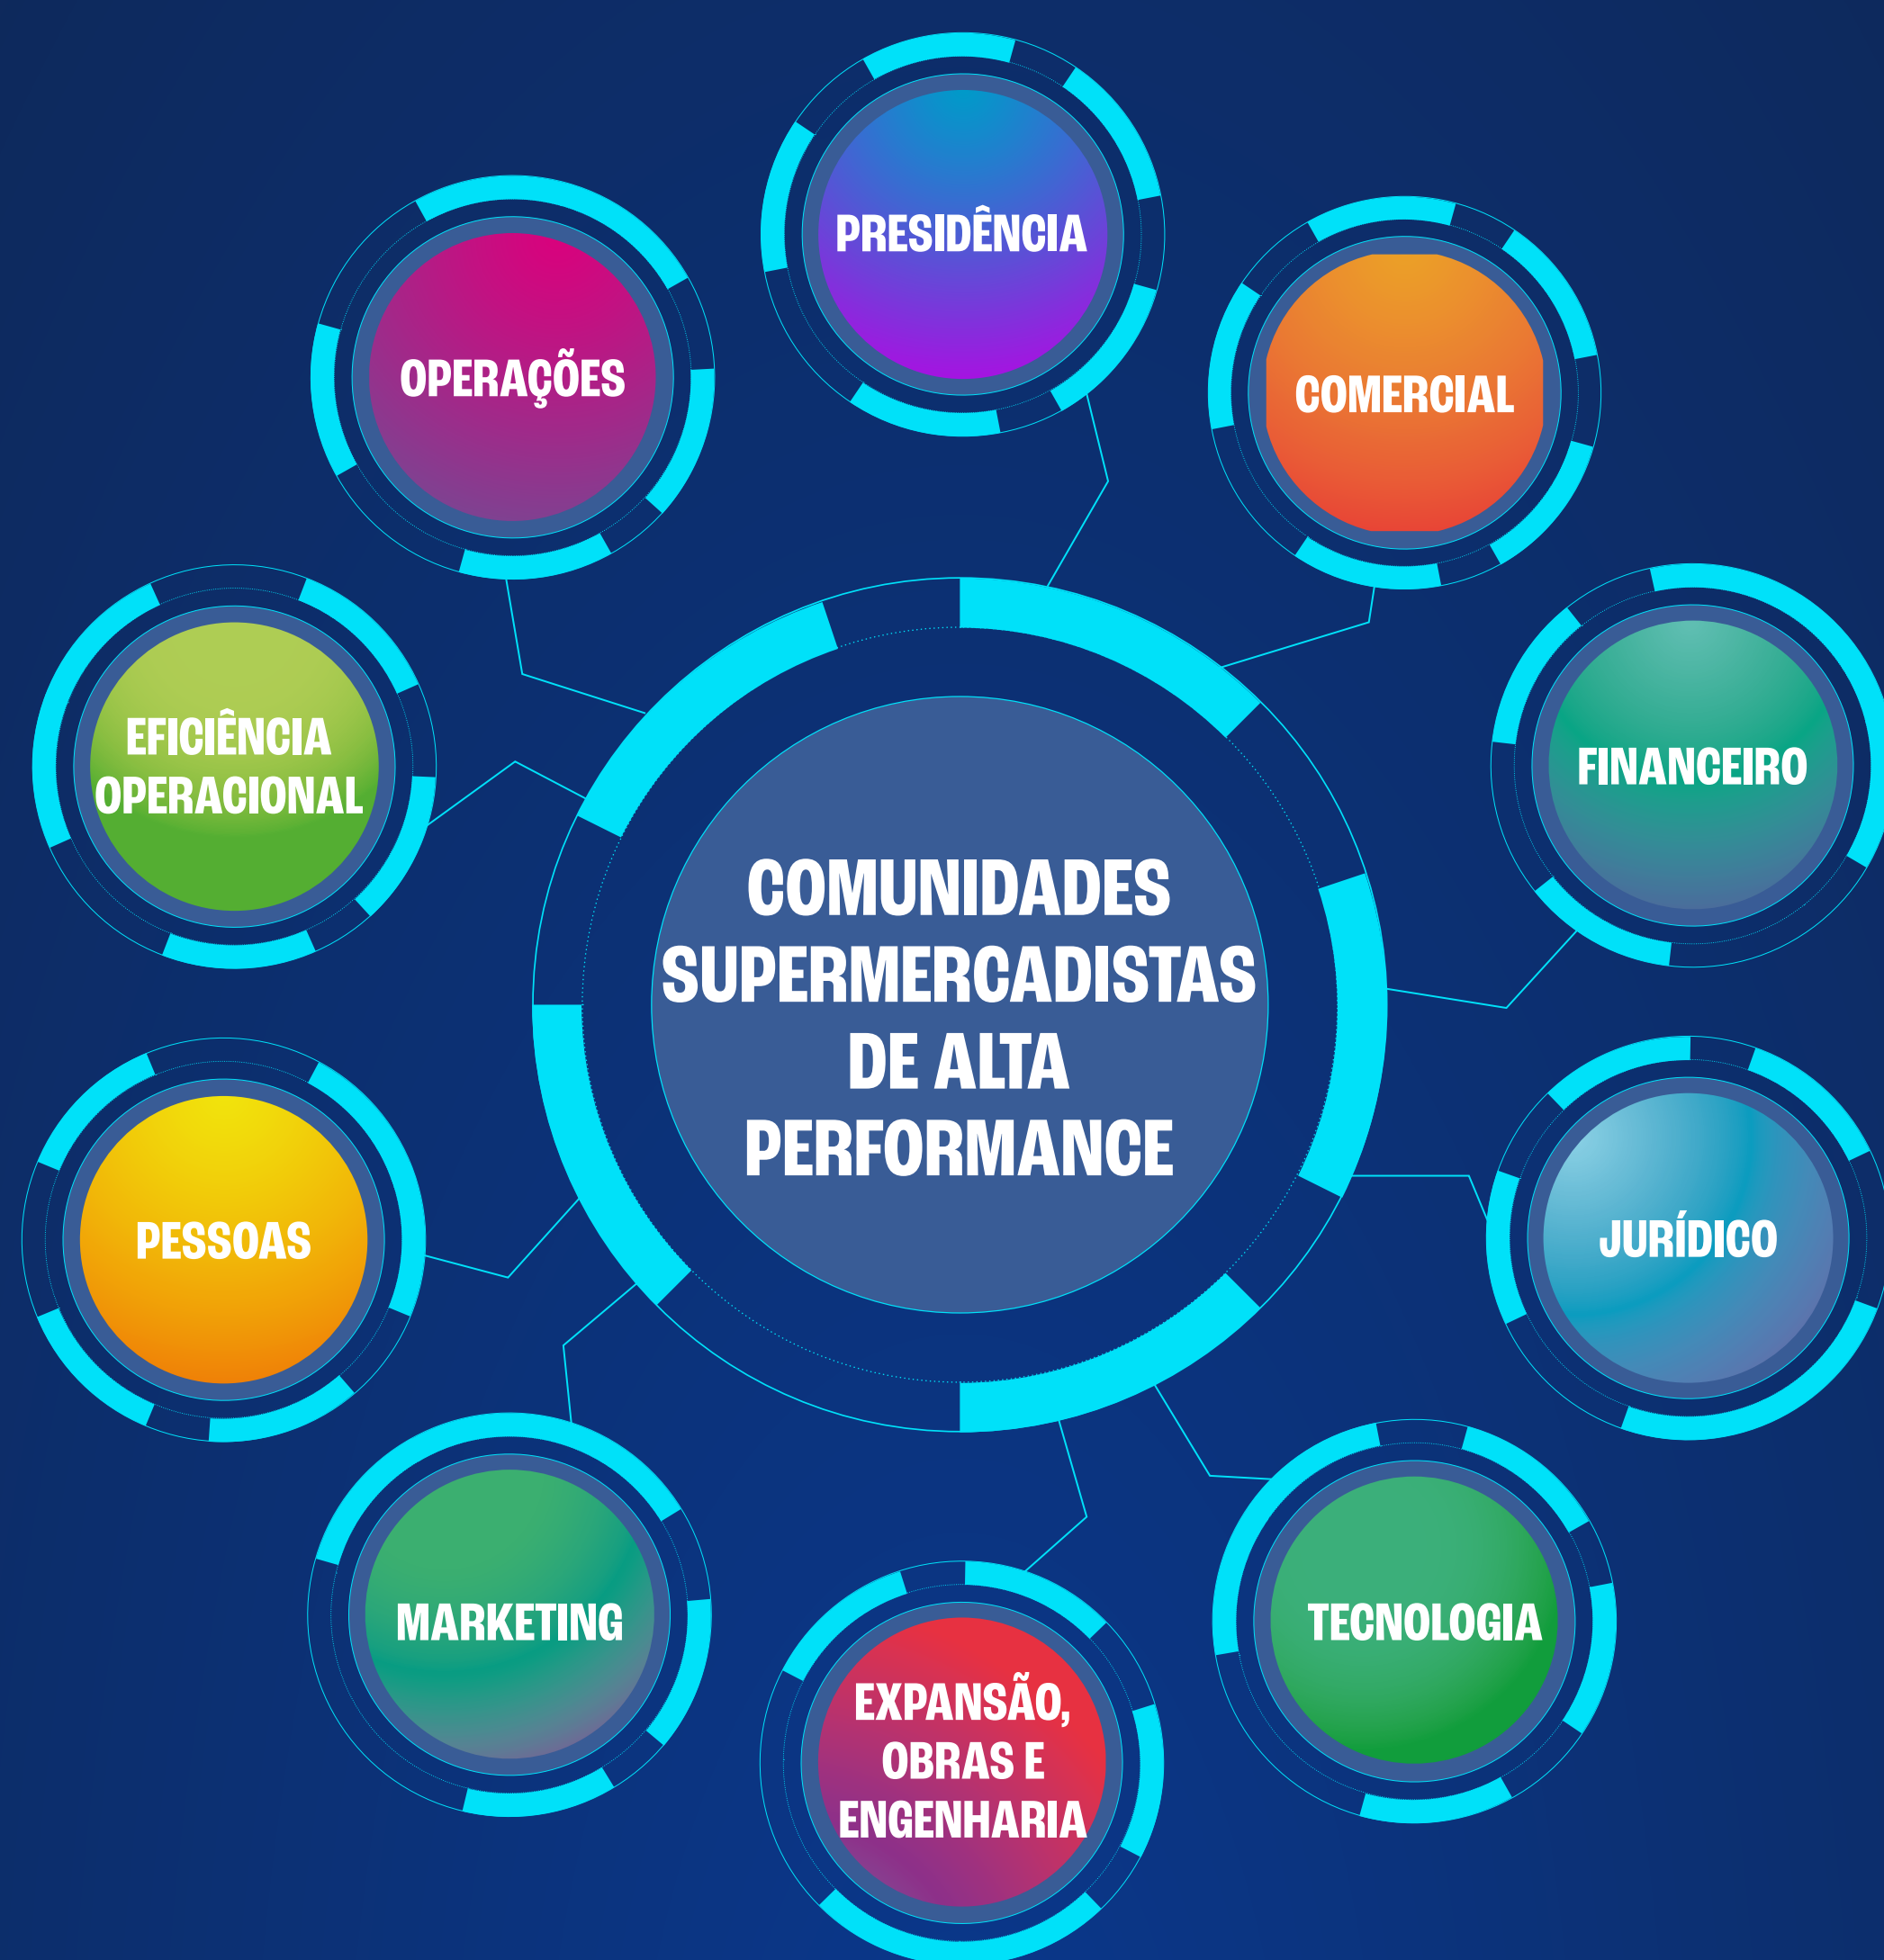 PRESIDÊNCIA
OPERAÇÕES
COMERCIAL
EFICIÊNCIA
OPERACIONAL
FINANCEIRO
COMUNIDADES
SUPERMERCADISTAS
DE ALTA
PERFORMANCE
PESSOAS
JURÍDICO
MARKETING
TECNOLOGIA
EXPANSÃO,
OBRAS E
ENGENHARIA